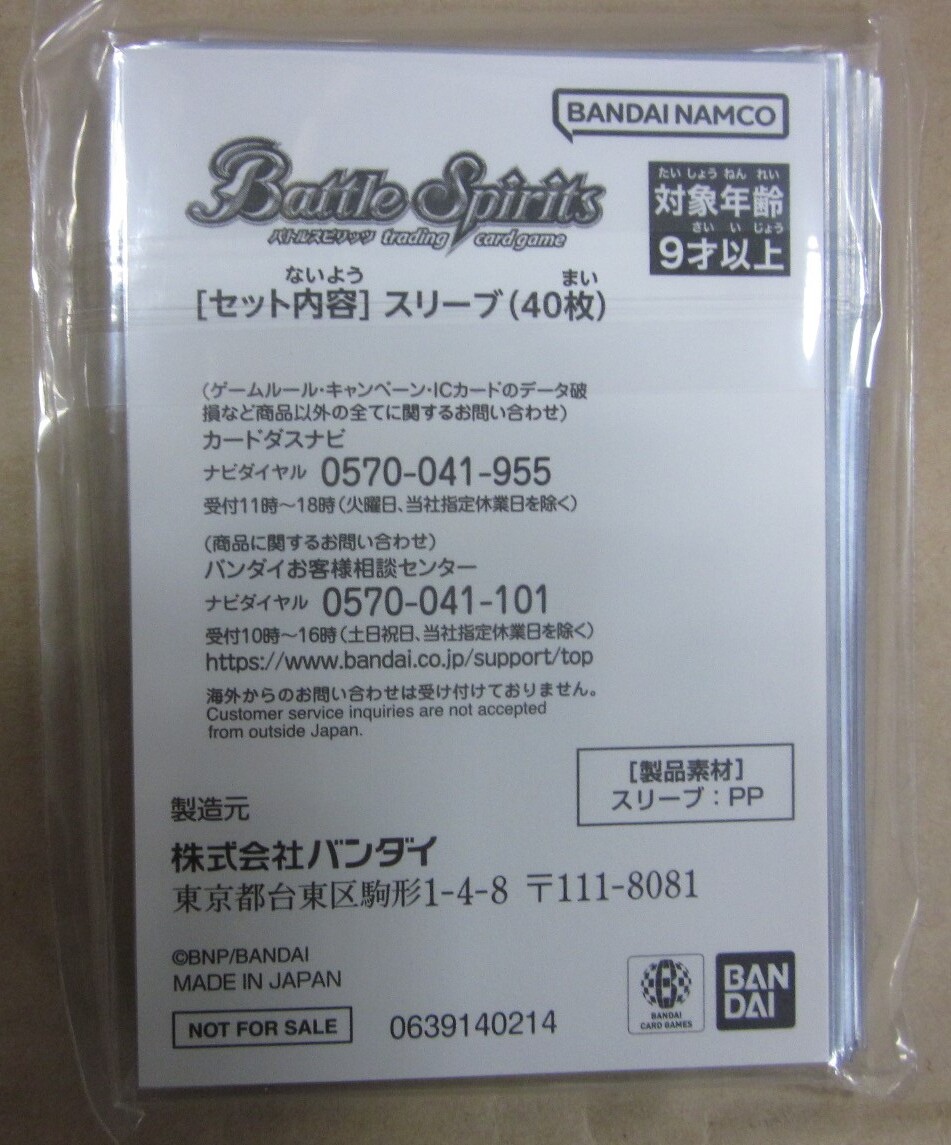 BANDAI NAMCO
Battle Spirits
バトルスピリッツ trading card game
たいしょうねんれい
対象年齢
さいいじょう
9才以上
ないよう まい
[セット内容] スリーブ(40枚)
(ゲームルール・キャンペーン・ICカードのデータ破
損など商品以外の全てに関するお問い合わせ)
カードダスナビ
ナビダイヤル 0570-041-955
受付11時～18時(火曜日、当社指定休業日を除く)
(商品に関するお問い合わせ)
バンダイお客様相談センター
ナビダイヤル 0570-041-101
受付10時～16時(土日祝日、当社指定休業日を除く)
https://www.bandai.co.jp/support/top
海外からのお問い合わせは受け付けておりません。
Customer service inquiries are not accepted
from outside Japan.
[製品素材]
スリーブ：PP
製造元
株式会社バンダイ
東京都台東区駒形1-4-8 〒111-8081
©BNP/BANDAI
MADE IN JAPAN
NOT FOR SALE
0639140214
BANDAI
CARD GAMES
BAN
DAI